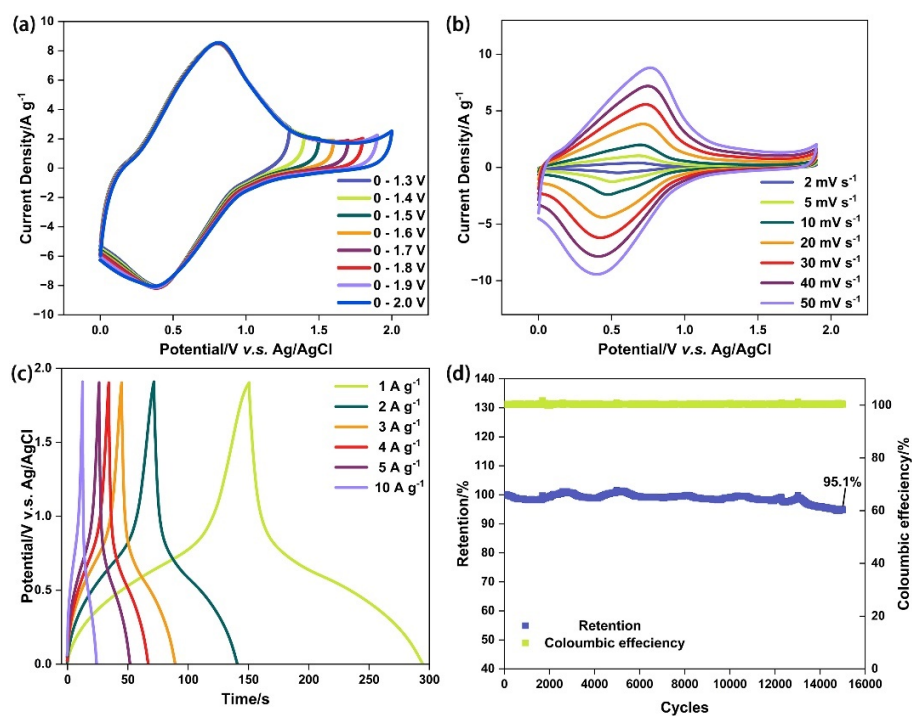 (a)
10
8
6
4
2
0
−2
−4
−6
−8
−10
Current Density/A g-1
0 - 1.3 V
0 - 1.4 V
0 - 1.5 V
0 - 1.6 V
0 - 1.7 V
0 - 1.8 V
0 - 1.9 V
0 - 2.0 V
0.0 0.5 1.0 1.5 2.0
Potential/V v.s. Ag/AgCl
(b)
10
5
0
−5
−10
Current Density/A g-1
2 mV s-1
5 mV s-1
10 mV s-1
20 mV s-1
30 mV s-1
40 mV s-1
50 mV s-1
0.0 0.5 1.0 1.5 2.0
Potential/V v.s. Ag/AgCl
(c)
2.0
1.5
1.0
0.5
0.0
Potential/V v.s. Ag/AgCl
1 A g-1
2 A g-1
3 A g-1
4 A g-1
5 A g-1
10 A g-1
0 50 100 150 200 250 300
Time/s
(d)
140
130
120
110
100
90
80
70
60
50
40
Retention/%
95.1%
Retention
Coloumbic effeciency
100
80
60
40
20
0
Coloumbic effeciency/%
0 2000 4000 6000 8000 10000 12000 14000 16000
Cycles